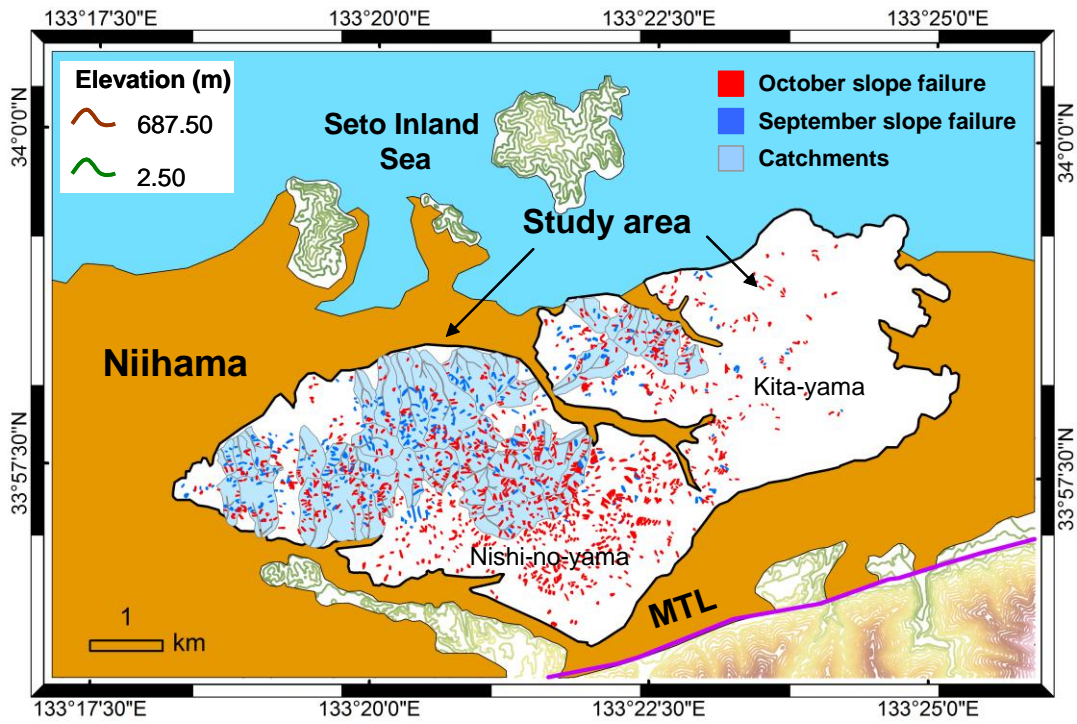 133°17'30"E 133°20'0"E 133°22'30"E 133°25'0"E
Elevation (m)
687.50
2.50
October slope failure
September slope failure
Catchments
Seto Inland
Sea
Study area
34°0'0"N
34°0'0"N
Niihama
Kita-yama
33°57'30"N
33°57'30"N
Nishi-no-yama
MTL
1
km
133°17'30"E 133°20'0"E 133°22'30"E 133°25'0"E